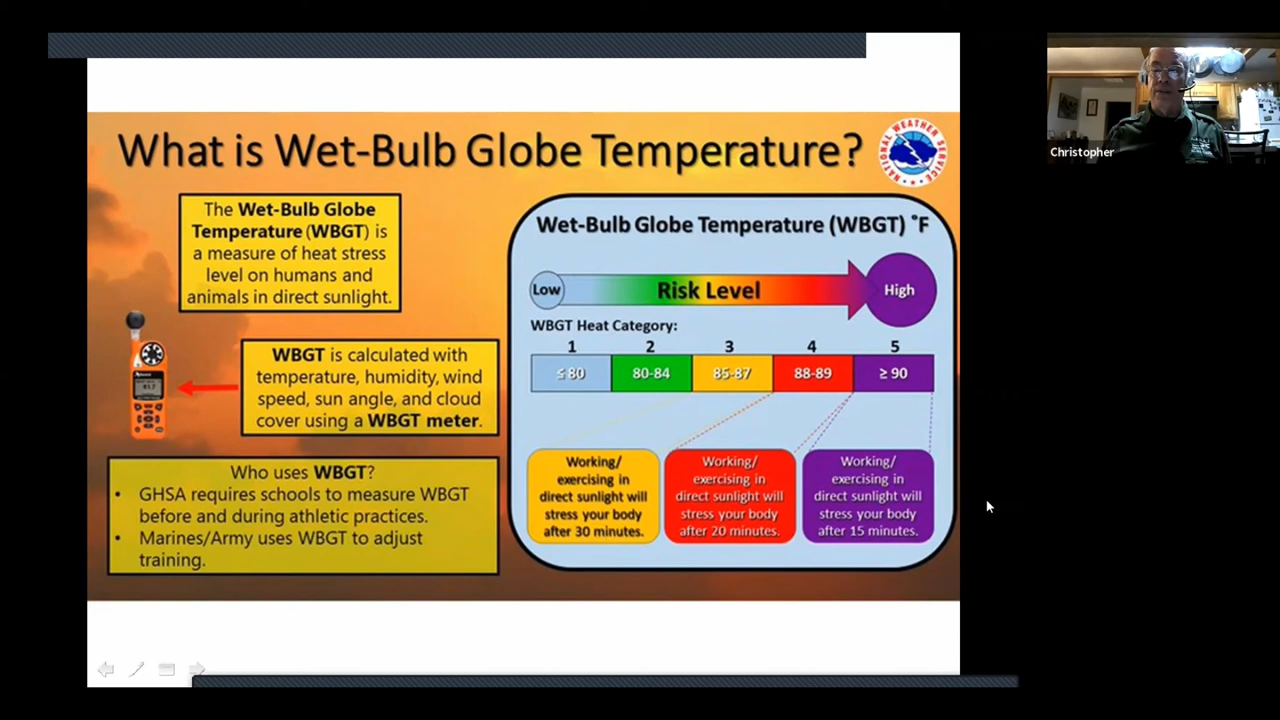 What is Wet-Bulb Globe Temperature?
NATIONAL WEATHER SERVICE
The Wet-Bulb Globe
Temperature (WBGT) is
a measure of heat stress
level on humans and
animals in direct sunlight.
WBGT is calculated with
temperature, humidity, wind
speed, sun angle, and cloud
cover using a WBGT meter.
Who uses WBGT?
• GHSA requires schools to measure WBGT
before and during athletic practices.
• Marines/Army uses WBGT to adjust
training.
Wet-Bulb Globe Temperature (WBGT) °F
Low Risk Level High
WBGT Heat Category:
1 2 3 4 5
≤ 80 80-84 85-87 88-89 ≥ 90
Working/
exercising in
direct sunlight will
stress your body
after 30 minutes.
Working/
exercising in
direct sunlight will
stress your body
after 20 minutes.
Working/
exercising in
direct sunlight will
stress your body
after 15 minutes.
Christopher